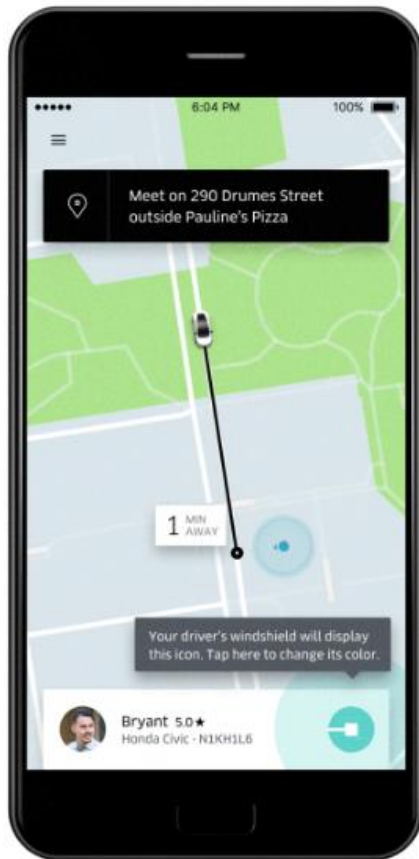 6:04 PM
100%
Meet on 290 Drumes Street
outside Pauline's Pizza
1 MIN
AWAY
Your driver's windshield will display
this icon. Tap here to change its color.
Bryant 5.0★
Honda Civic - N1KH1L6